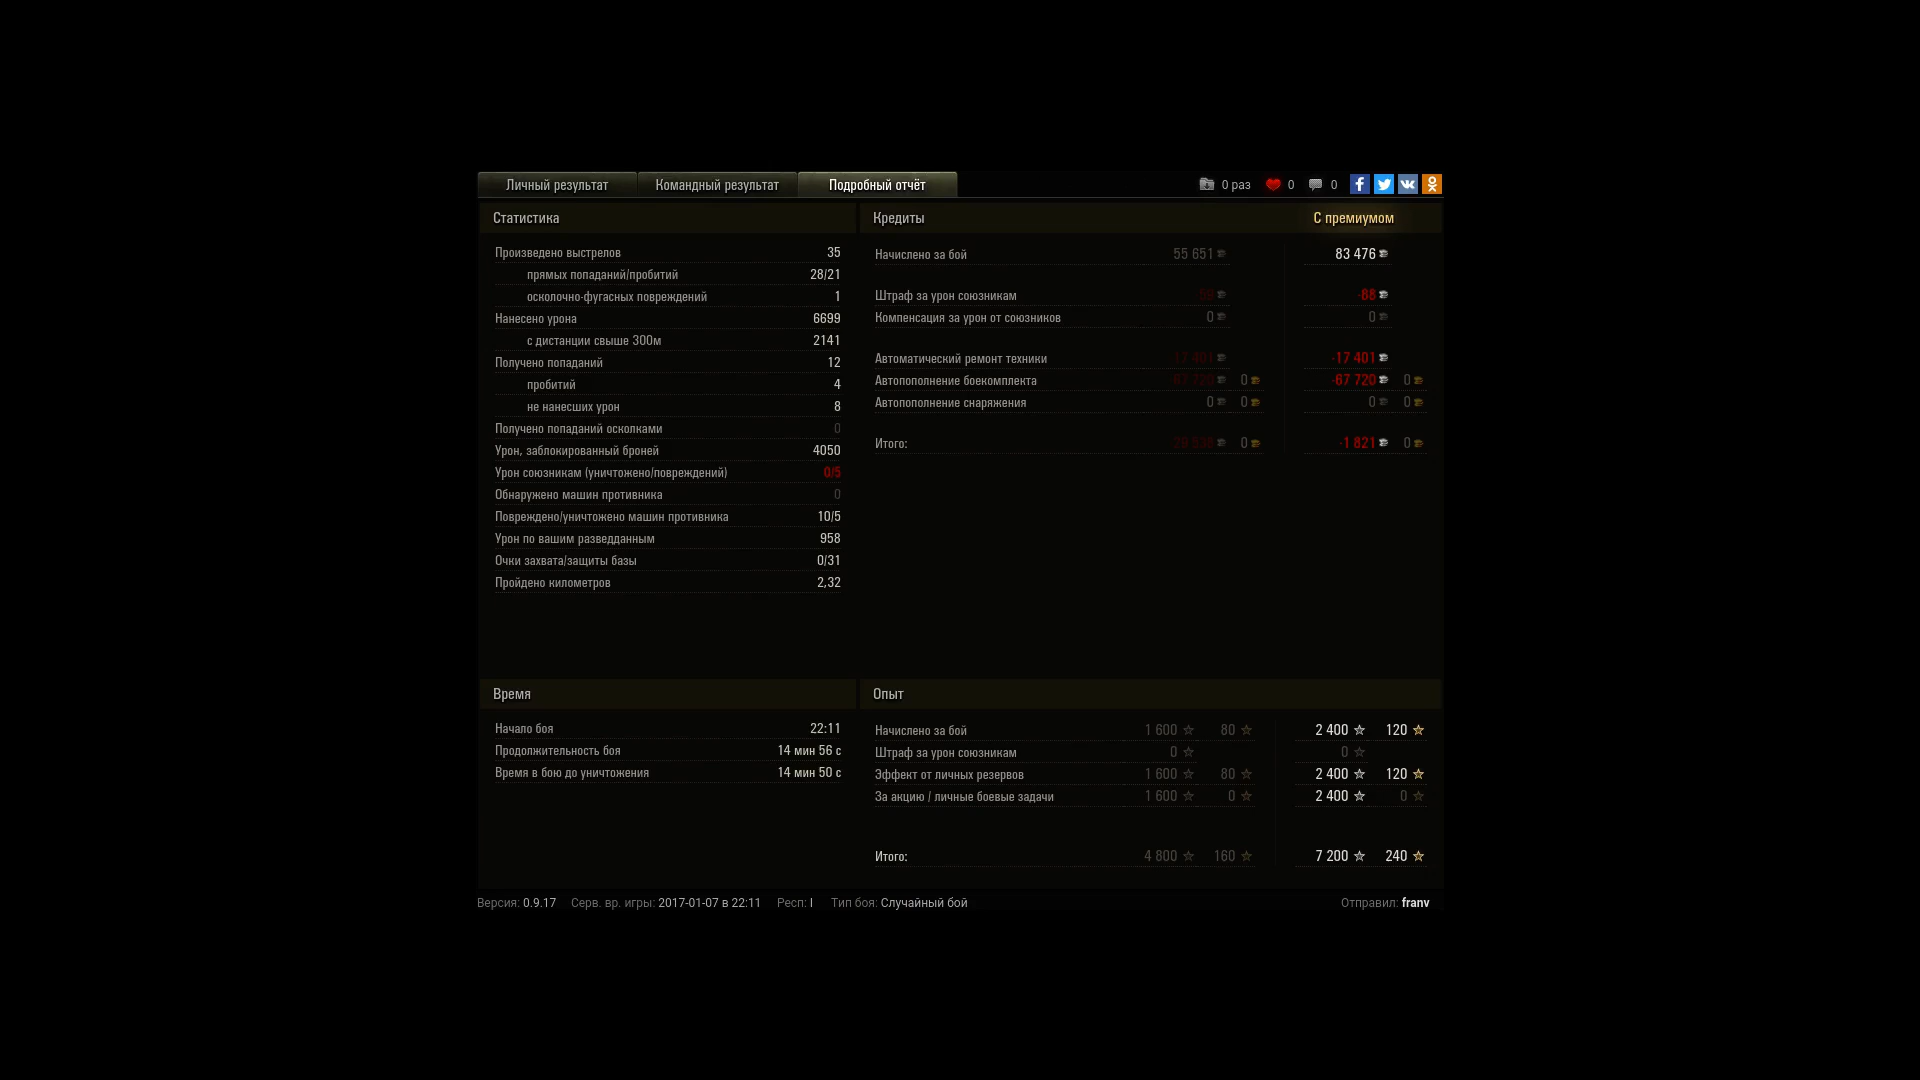 Личный результат Командный результат Подробный отчёт 0 раз 0 0
Статистика
Произведено выстрелов 35
прямых попаданий/пробитий 28/21
осколочно-фугасных повреждений 1
Нанесено урона 6699
с дистанции свыше 300м 2141
Получено попаданий 12
пробитий 4
не нанесших урон 8
Получено попаданий осколками 0
Урон, заблокированный броней 4050
Урон союзникам (уничтожено/повреждений) 0/5
Обнаружено машин противника 0
Повреждено/уничтожено машин противника 10/5
Урон по вашим разведданным 958
Очки захвата/защиты базы 0/31
Пройдено километров 2,32
Кредиты С премиумом
Начислено за бой 55 651 83 476
Штраф за урон союзникам -88
Компенсация за урон от союзников 0 0
Автоматический ремонт техники 17 401 -17 401
Автопополнение боекомплекта 67 720 0 -67 720 0
Автопополнение снаряжения 0 0 0 0
Итого: 0 -1 821 0
Время
Начало боя 22:11
Продолжительность боя 14 мин 56 с
Время в бою до уничтожения 14 мин 50 с
Опыт
Начислено за бой 1 600 80 2 400 120
Штраф за урон союзникам 0 0
Эффект от личных резервов 1 600 80 2 400 120
За акцию / личные боевые задачи 1 600 0 2 400 0
Итого: 4 800 160 7 200 240
Версия: 0.9.17 Серв. вр. игры: 2017-01-07 в 22:11 Респ: I Тип боя: Случайный бой Отправил: franv